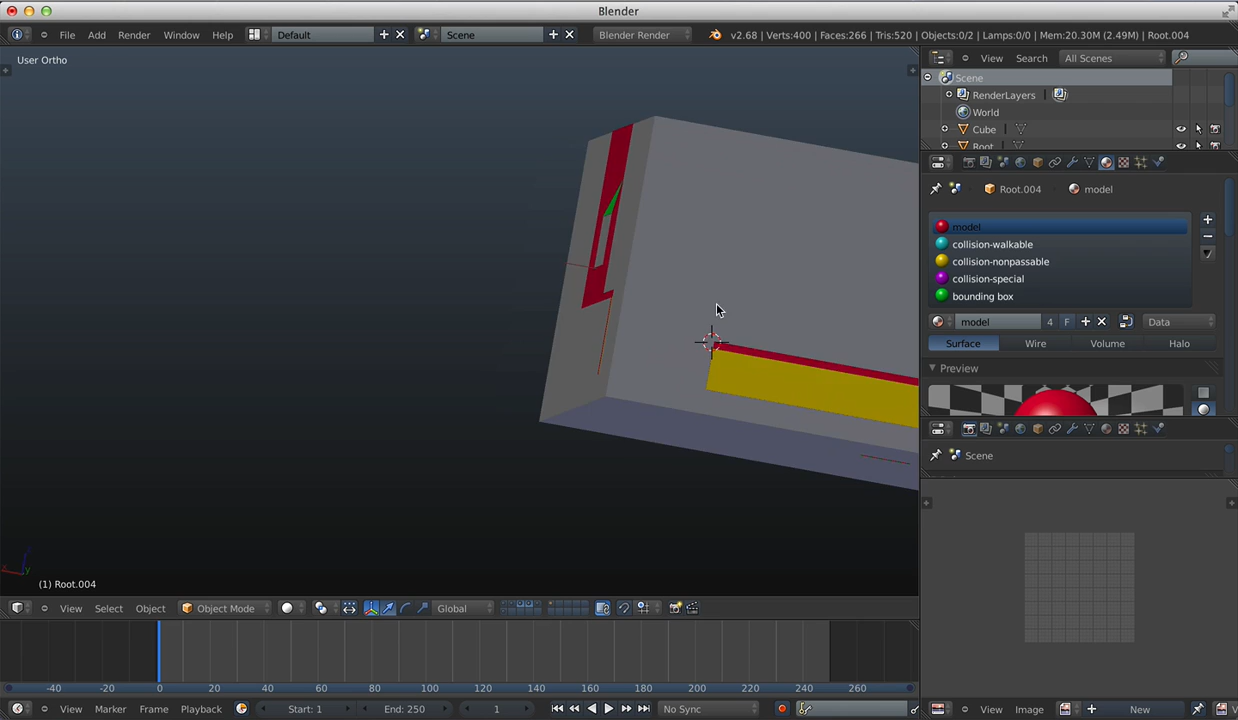 Blender
File Add Render Window Help Default Scene Blender Render v2.68 | Verts:400 | Faces:266 | Tris:520 | Objects:0/2 | Lamps:0/0 | Mem:20.30M (2.49M) | Root.004
User Ortho
View Search All Scenes
Scene
RenderLayers
World
Cube
Root
Root.004 model
model
collision-walkable
collision-nonpassable
collision-special
bounding box
model 4 F Data
Surface Wire Volume Halo
Preview
Scene
(1) Root.004
View Select Object Object Mode Global
-40 -20 0 20 40 60 80 100 120 140 160 180 200 220 240 260
View Marker Frame Playback Start: 1 End: 250 1 No Sync
View Image New V